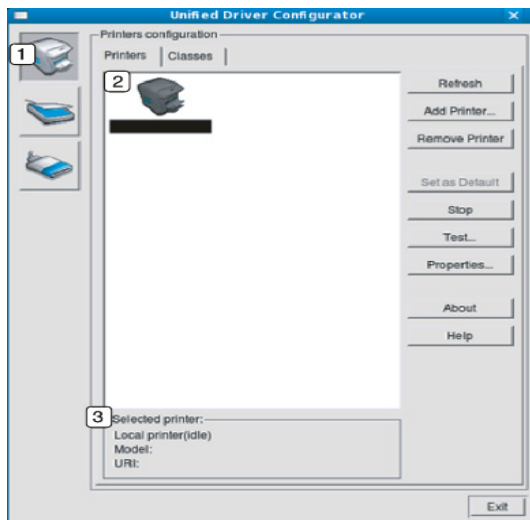 Unified Driver Configurator
Printers configuration
1
Printers Classes
2
Refresh
Add Printer...
Remove Printer
Set as Default
Stop
Test...
Properties...
About
Help
3
Selected printer:
Local printer(idle)
Model:
URI:
Exit